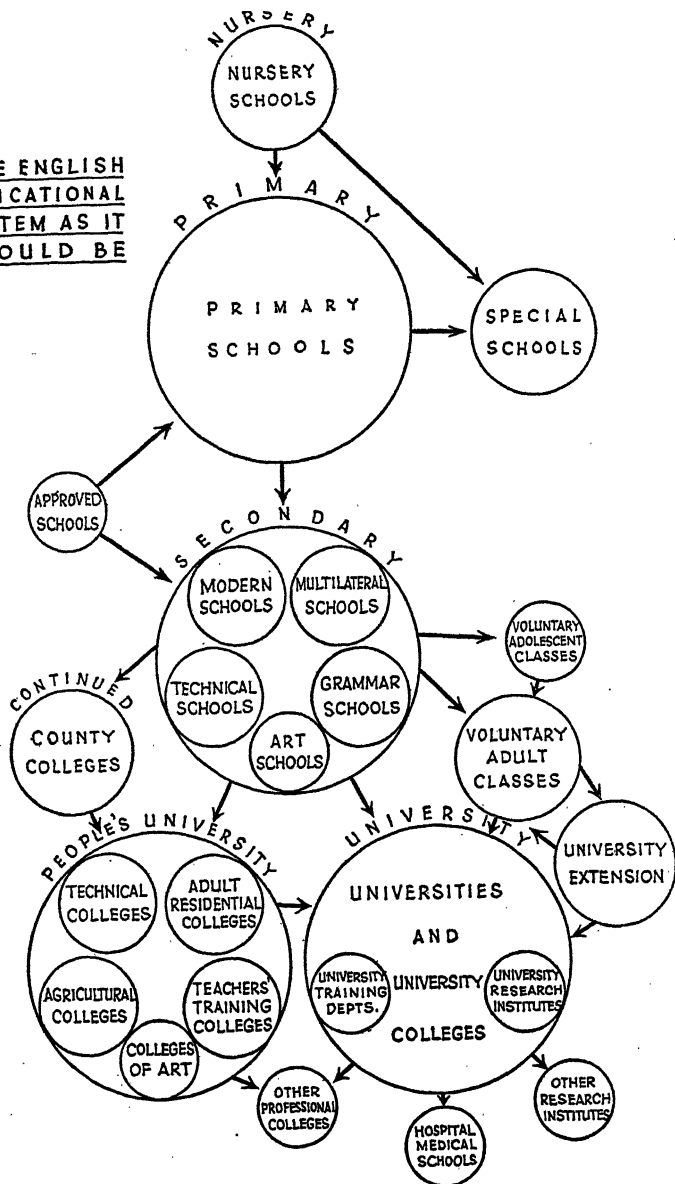 NURSERY
NURSERY
SCHOOLS
E ENGLISH
ICATIONAL
TEM AS IT
OULD BE
PRIMARY
PRIMARY
SCHOOLS
SPECIAL
SCHOOLS
APPROVED
SCHOOLS
SECONDARY
MODERN
SCHOOLS
MULTILATERAL
SCHOOLS
TECHNICAL
SCHOOLS
GRAMMAR
SCHOOLS
ART
SCHOOLS
VOLUNTARY
ADOLESCENT
CLASSES
CONTINUED
COUNTY
COLLEGES
VOLUNTARY
ADULT
CLASSES
UNIVERSITY
EXTENSION
PEOPLE'S UNIVERSITY
TECHNICAL
COLLEGES
ADULT
RESIDENTIAL
COLLEGES
AGRICULTURAL
COLLEGES
TEACHERS'
TRAINING
COLLEGES
COLLEGES
OF ART
UNIVERSITY
UNIVERSITIES
AND
UNIVERSITY
COLLEGES
UNIVERSITY
TRAINING
DEPTS.
UNIVERSITY
RESEARCH
INSTITUTES
OTHER
PROFESSIONAL
COLLEGES
HOSPITAL
MEDICAL
SCHOOLS
OTHER
RESEARCH
INSTITUTES